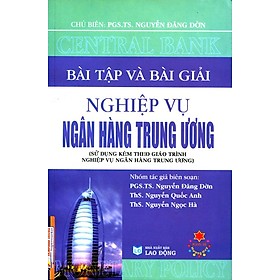 CHỦ BIÊN: PGS.TS. NGUYỄN ĐĂNG DỜN
CENTRAL BANK
BÀI TẬP VÀ BÀI GIẢI
NGHIỆP VỤ
NGÂN HÀNG TRUNG ƯƠNG
(SỬ DỤNG KÈM THEO GIÁO TRÌNH
NGHIỆP VỤ NGÂN HÀNG TRUNG ƯƠNG)
Nhóm tác giả biên soạn:
PGS.TS. Nguyễn Đăng Dờn
ThS. Nguyễn Quốc Anh
ThS. Nguyễn Ngọc Hà
NHÀ XUẤT BẢN
LAO ĐỘNG